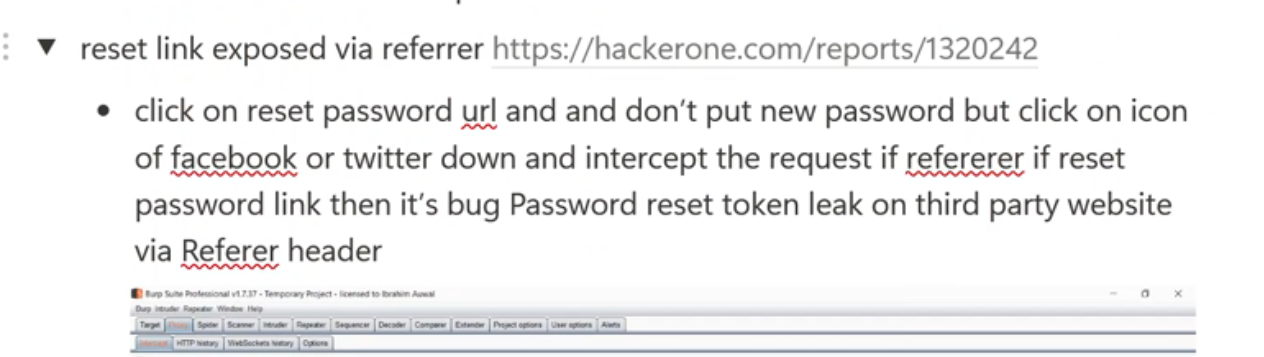 reset link exposed via referrer https://hackerone.com/reports/1320242
click on reset password url and and don't put new password but click on icon
of facebook or twitter down and intercept the request if refererer if reset
password link then it's bug Password reset token leak on third party website
via Referer header
Burp Suite Professional v1.7.37 - Temporary Project - licensed to Ibrahim Auwal
Burp Intruder Repeater Window Help
Target Proxy Spider Scanner Intruder Repeater Sequencer Decoder Comparer Extender Project options User options Alerts
Intercept HTTP history WebSockets history Options